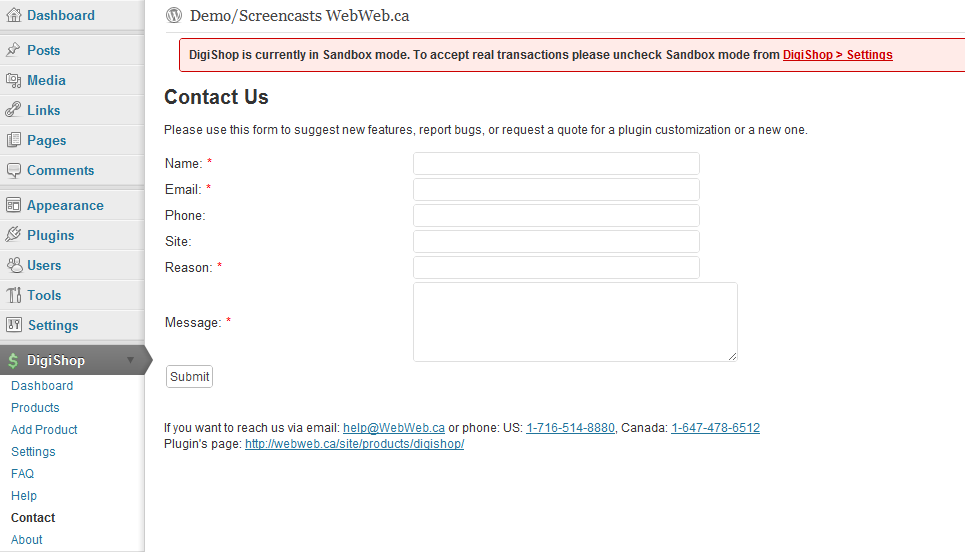 Dashboard
Posts
Media
Links
Pages
Comments
Appearance
Plugins
Users
Tools
Settings
DigiShop
Dashboard
Products
Add Product
Settings
FAQ
Help
Contact
About
Demo/Screencasts WebWeb.ca
DigiShop is currently in Sandbox mode. To accept real transactions please uncheck Sandbox mode from DigiShop > Settings
Contact Us
Please use this form to suggest new features, report bugs, or request a quote for a plugin customization or a new one.
Name: *
Email: *
Phone:
Site:
Reason: *
Message: *
Submit
If you want to reach us via email: help@WebWeb.ca or phone: US: 1-716-514-8880, Canada: 1-647-478-6512
Plugin's page: http://webweb.ca/site/products/digishop/